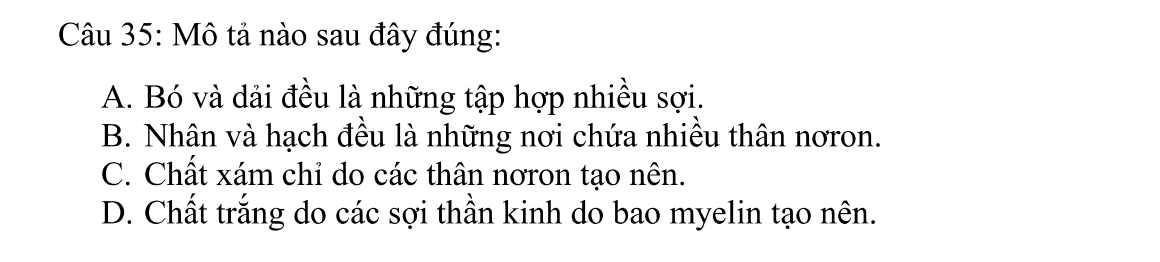 Câu 35: Mô tả nào sau đây đúng:
A. Bó và dải đều là những tập hợp nhiều sợi.
B. Nhân và hạch đều là những nơi chứa nhiều thân nơron.
C. Chất xám chỉ do các thân nơron tạo nên.
D. Chất trắng do các sợi thần kinh do bao myelin tạo nên.